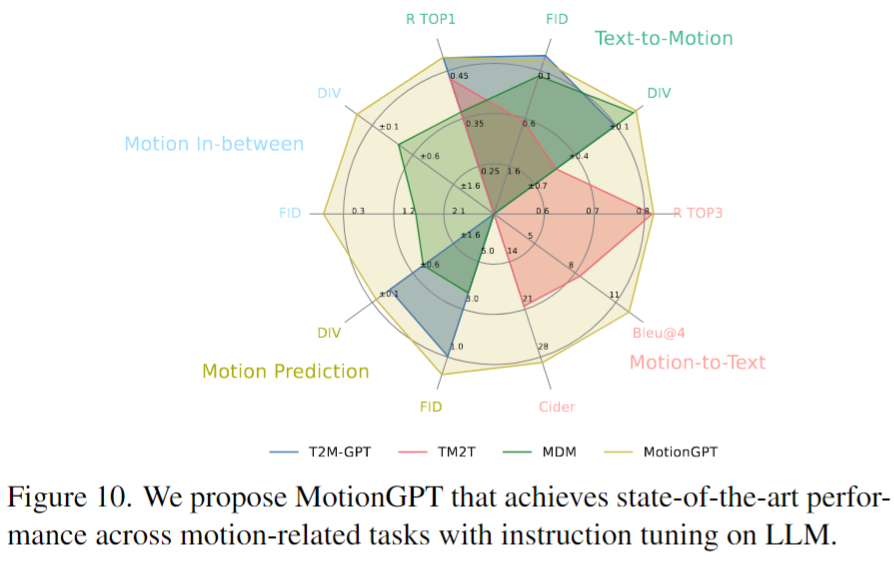 R TOP1
FID
Text-to-Motion
DIV
DIV
Motion In-between
0.45
0.1
±0.1
0.35
0.6
±0.1
±0.6
±0.4
0.25
1.6
±1.6
±0.7
FID
0.3
1.2
2.1
0.6
0.7
0.8
R TOP3
±1.6
5
5.0
14
±0.6
8
±0.1
3.0
21
11
DIV
Bleu@4
1.0
28
Motion Prediction
Motion-to-Text
FID
Cider
T2M-GPT
TM2T
MDM
MotionGPT
Figure 10. We propose MotionGPT that achieves state-of-the-art perfor-
mance across motion-related tasks with instruction tuning on LLM.